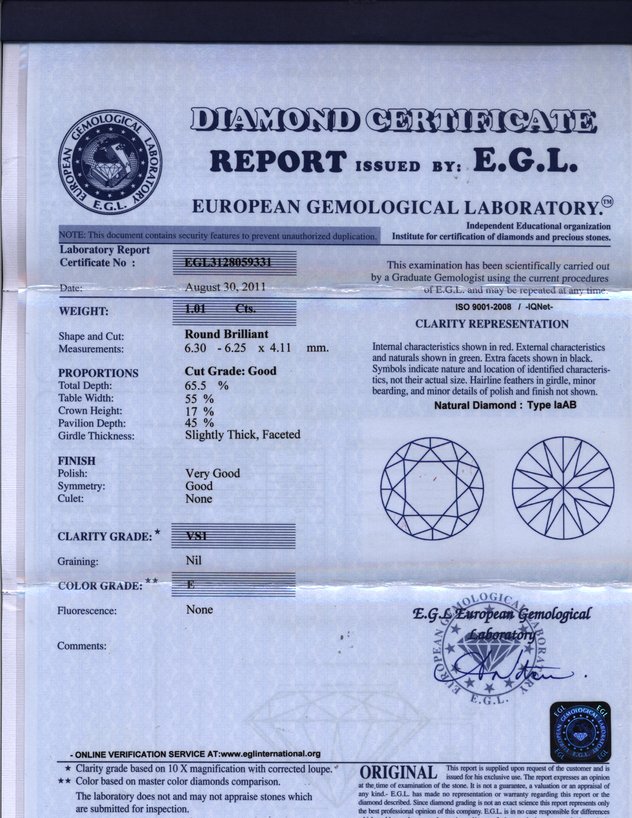 DIAMOND CERTIFICATE
EUROPEAN GEMOLOGICAL LABORATORY
E.G.L.
REPORT ISSUED BY: E.G.L.
EUROPEAN GEMOLOGICAL LABORATORY.™
Independent Educational organization
NOTE: This document contains security features to prevent unauthorized duplication.
Institute for certification of diamonds and precious stones.
Laboratory Report
Certificate No : EGL3128059331
Date: August 30, 2011
This examination has been scientifically carried out
by a Graduate Gemologist using the current procedures
of E.G.L. and may be repeated at any time
WEIGHT: 1.01 Cts.
ISO 9001-2008 / -IQNet-
CLARITY REPRESENTATION
Shape and Cut: Round Brilliant
Measurements: 6.30 - 6.25 x 4.11 mm.
Internal characteristics shown in red. External characteristics
and naturals shown in green. Extra facets shown in black.
Symbols indicate nature and location of identified characteris-
tics, not their actual size. Hairline feathers in girdle, minor
bearding, and minor details of polish and finish not shown.
Natural Diamond : Type IaAB
PROPORTIONS Cut Grade: Good
Total Depth: 65.5 %
Table Width: 55 %
Crown Height: 17 %
Pavilion Depth: 45 %
Girdle Thickness: Slightly Thick, Faceted
FINISH
Polish: Very Good
Symmetry: Good
Culet: None
CLARITY GRADE: * VS1
Graining: Nil
COLOR GRADE: ** E
Fluorescence: None
E.G.L European Gemological
Laboratory
EUROPEAN GEMOLOGICAL LABORATORY
E.G.L.
Comments:
EGL EGL
- ONLINE VERIFICATION SERVICE AT:www.eglinternational.org
★ Clarity grade based on 10 X magnification with corrected loupe.
★★ Color based on master color diamonds comparison.
The laboratory does not and may not appraise stones which
are submitted for inspection.
ORIGINAL This report is supplied upon request of the customer and is
issued for his exclusive use. The report expresses an opinion
at the time of examination of the stone. It is not a guarantee, a valuation or an appraisal of
any kind.- E.G.L. has made no representation or warranty regarding this report or the
diamond described. Since diamond grading is not an exact science this report represents only
the best professional opinion of this company. E.G.L. is in no case responsible for differences